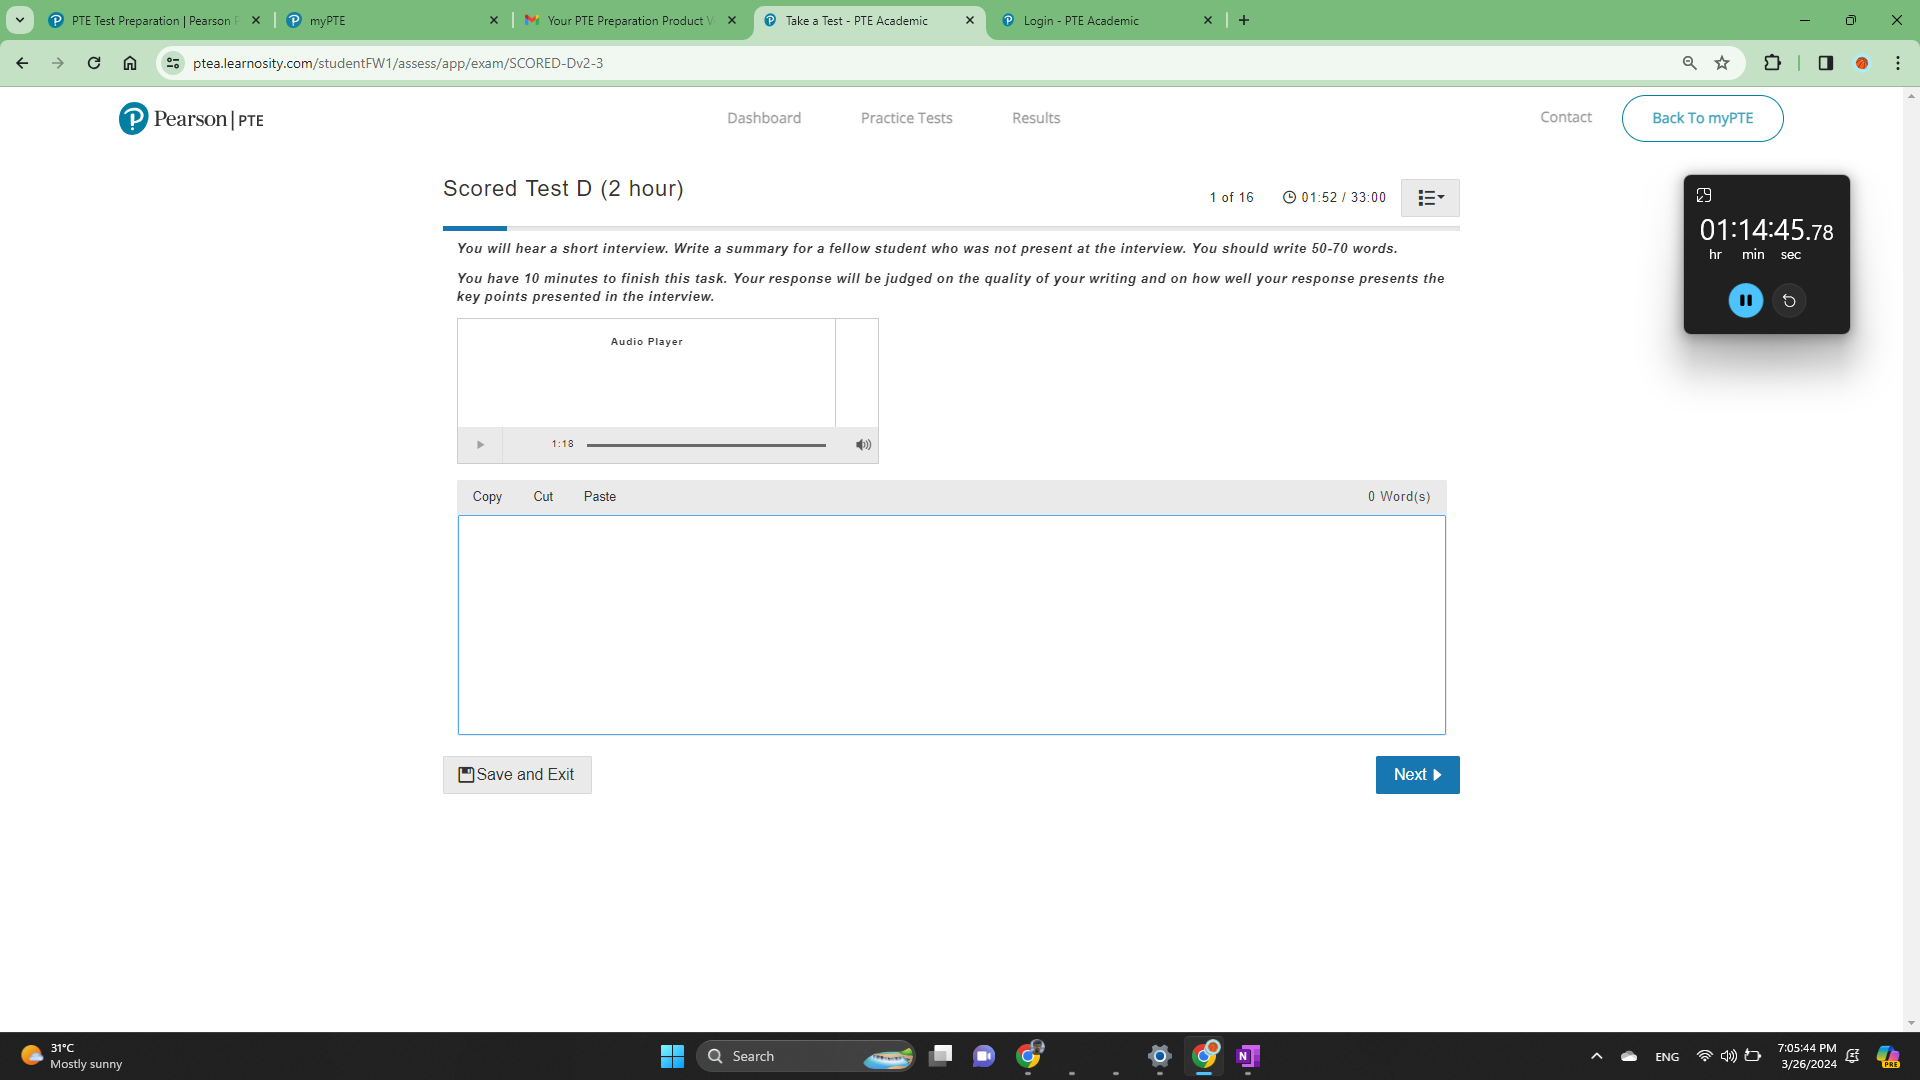 PTE Test Preparation | Pearson P
myPTE
Your PTE Preparation Product V
Take a Test - PTE Academic
Login - PTE Academic
ptea.learnosity.com/studentFW1/assess/app/exam/SCORED-Dv2-3
Pearson | PTE
Dashboard
Practice Tests
Results
Contact
Back To myPTE
Scored Test D (2 hour)
1 of 16
01:52 / 33:00
01:14:45.78
hr min sec
You will hear a short interview. Write a summary for a fellow student who was not present at the interview. You should write 50-70 words.
You have 10 minutes to finish this task. Your response will be judged on the quality of your writing and on how well your response presents the
key points presented in the interview.
Audio Player
1:18
Copy
Cut
Paste
0 Word(s)
Save and Exit
Next
31°C
Mostly sunny
Search
ENG
7:05:44 PM
3/26/2024
PRE